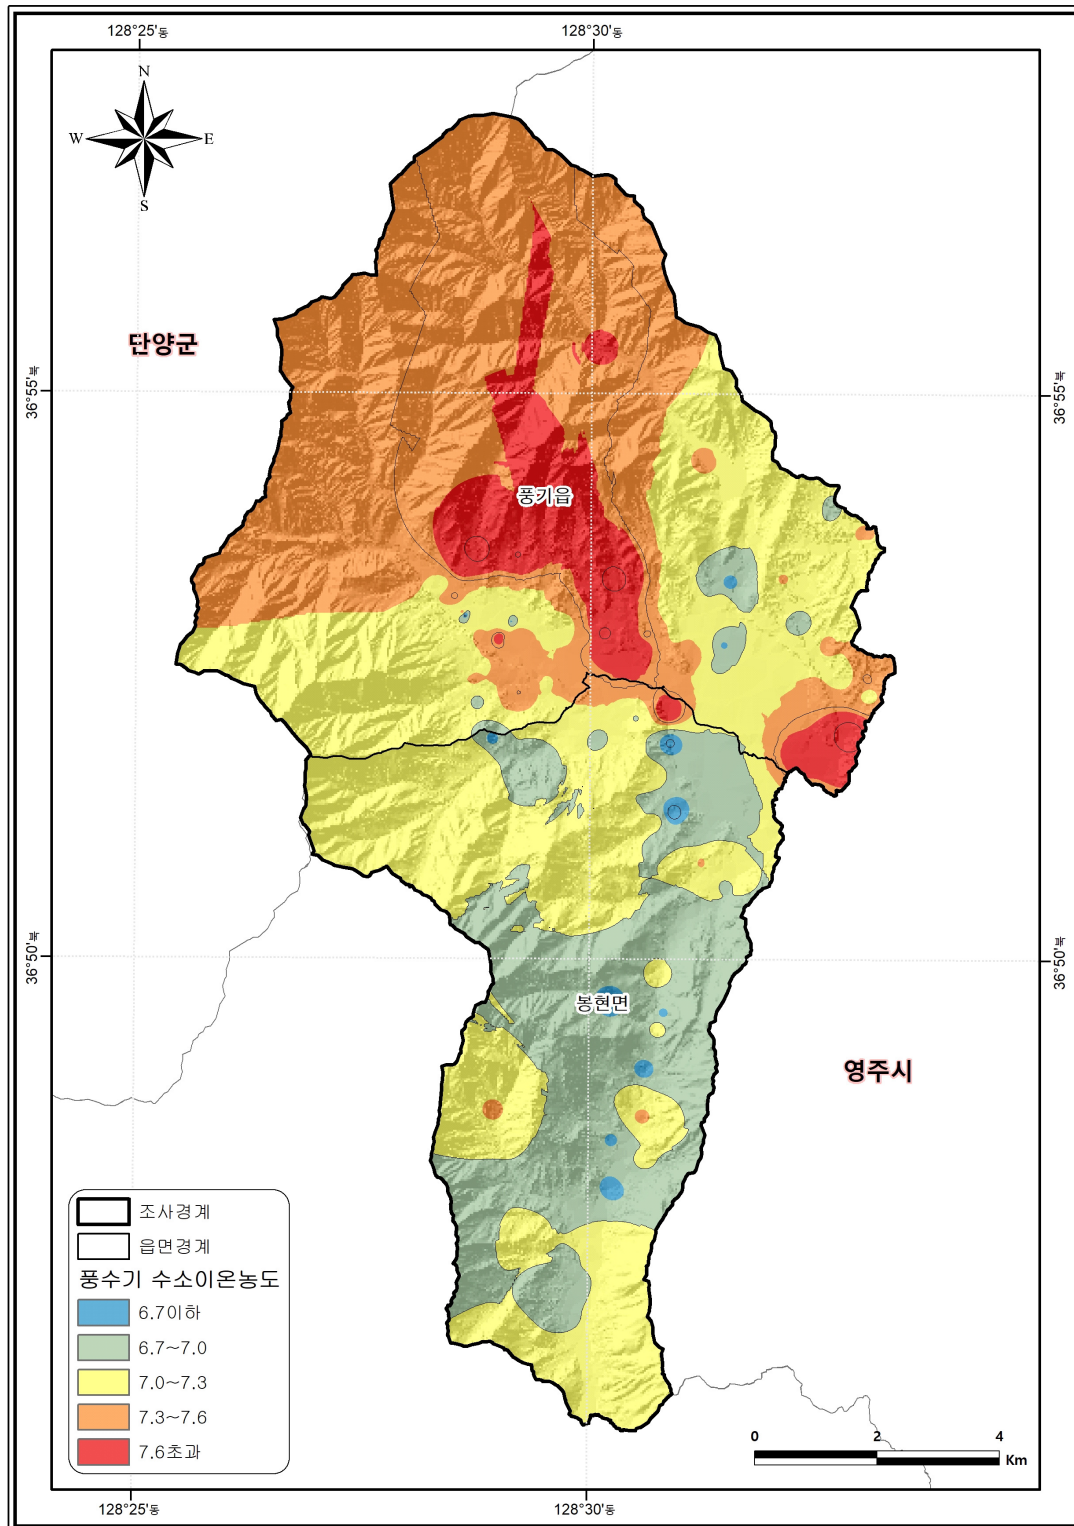 128°25'동
128°30'동
N
W
E
S
단양군
36°55'북
36°55'북
풍기읍
36°50'북
36°50'북
봉현면
영주시
조사경계
읍면경계
풍수기 수소이온농도
6.7이하
6.7~7.0
7.0~7.3
7.3~7.6
7.6초과
0
2
4
Km
128°25'동
128°30'동